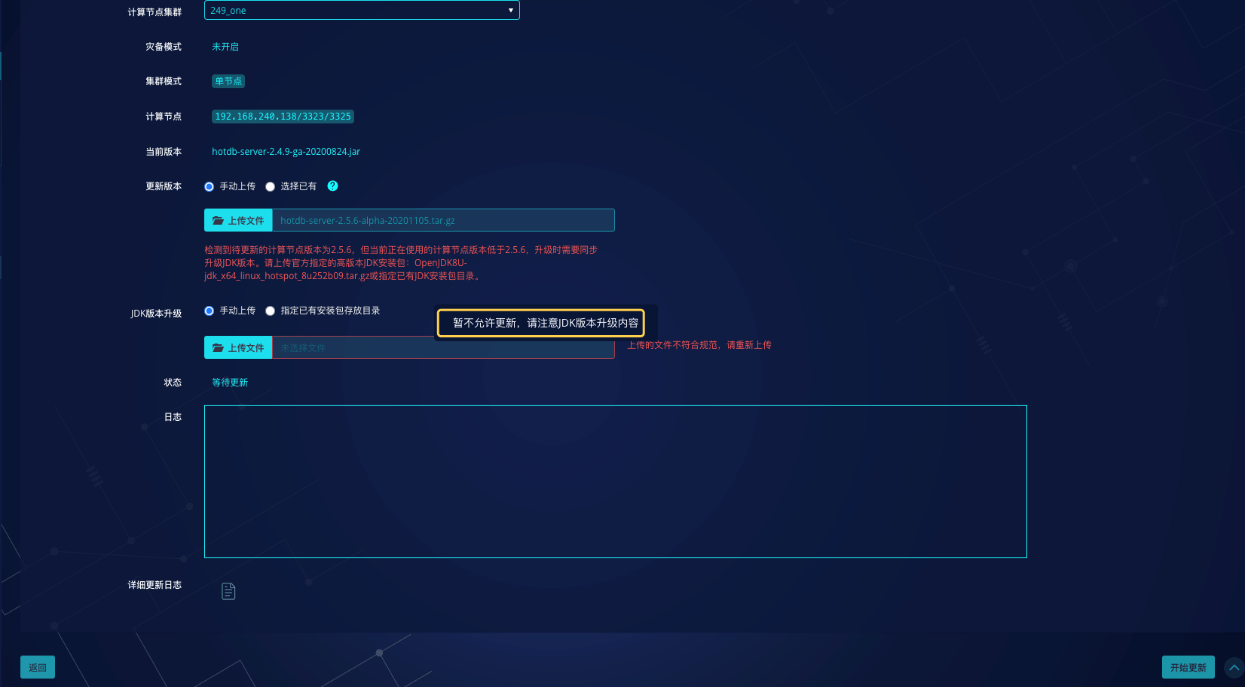 计算节点集群
249_one
灾备模式
未开启
集群模式
单节点
计算节点
192.168.240.138/3323/3325
当前版本
hotdb-server-2.4.9-ga-20200824.jar
更新版本
手动上传 选择已有 ?
上传文件 hotdb-server-2.5.6-alpha-20201105.tar.gz
检测到待更新的计算节点版本为2.5.6，但当前正在使用的计算节点版本低于2.5.6，升级时需要同步
升级JDK版本。请上传官方指定的高版本JDK安装包：OpenJDK8U-
jdk_x64_linux_hotspot_8u252b09.tar.gz或指定已有JDK安装包目录。
JDK版本升级
手动上传 指定已有安装包存放目录
暂不允许更新，请注意JDK版本升级内容
上传文件 未选择文件
上传的文件不符合规范，请重新上传
状态
等待更新
日志
详细更新日志
返回
开始更新